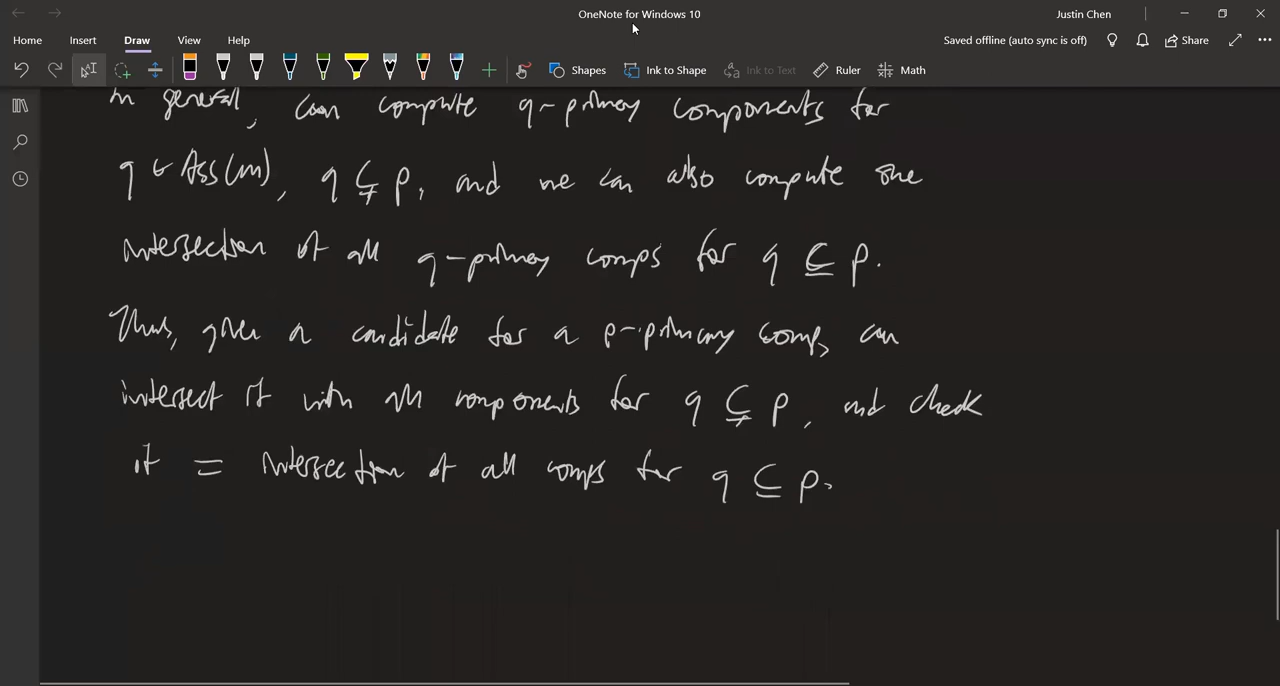 OneNote for Windows 10
Justin Chen
Home Insert Draw View Help
Saved offline (auto sync is off)
Share
Shapes
Ink to Shape
Ink to Text
Ruler
Math
In general, can compute q-primary components for
q ∈ Ass(M), q ⊊ p, and we can also compute the
intersection of all q-primary comps for q ⊆ p.
Thus, given a candidate for a p-primary comp, can
intersect it with all components for q ⊊ p, and check
it = intersection of all comps for q ⊆ p.